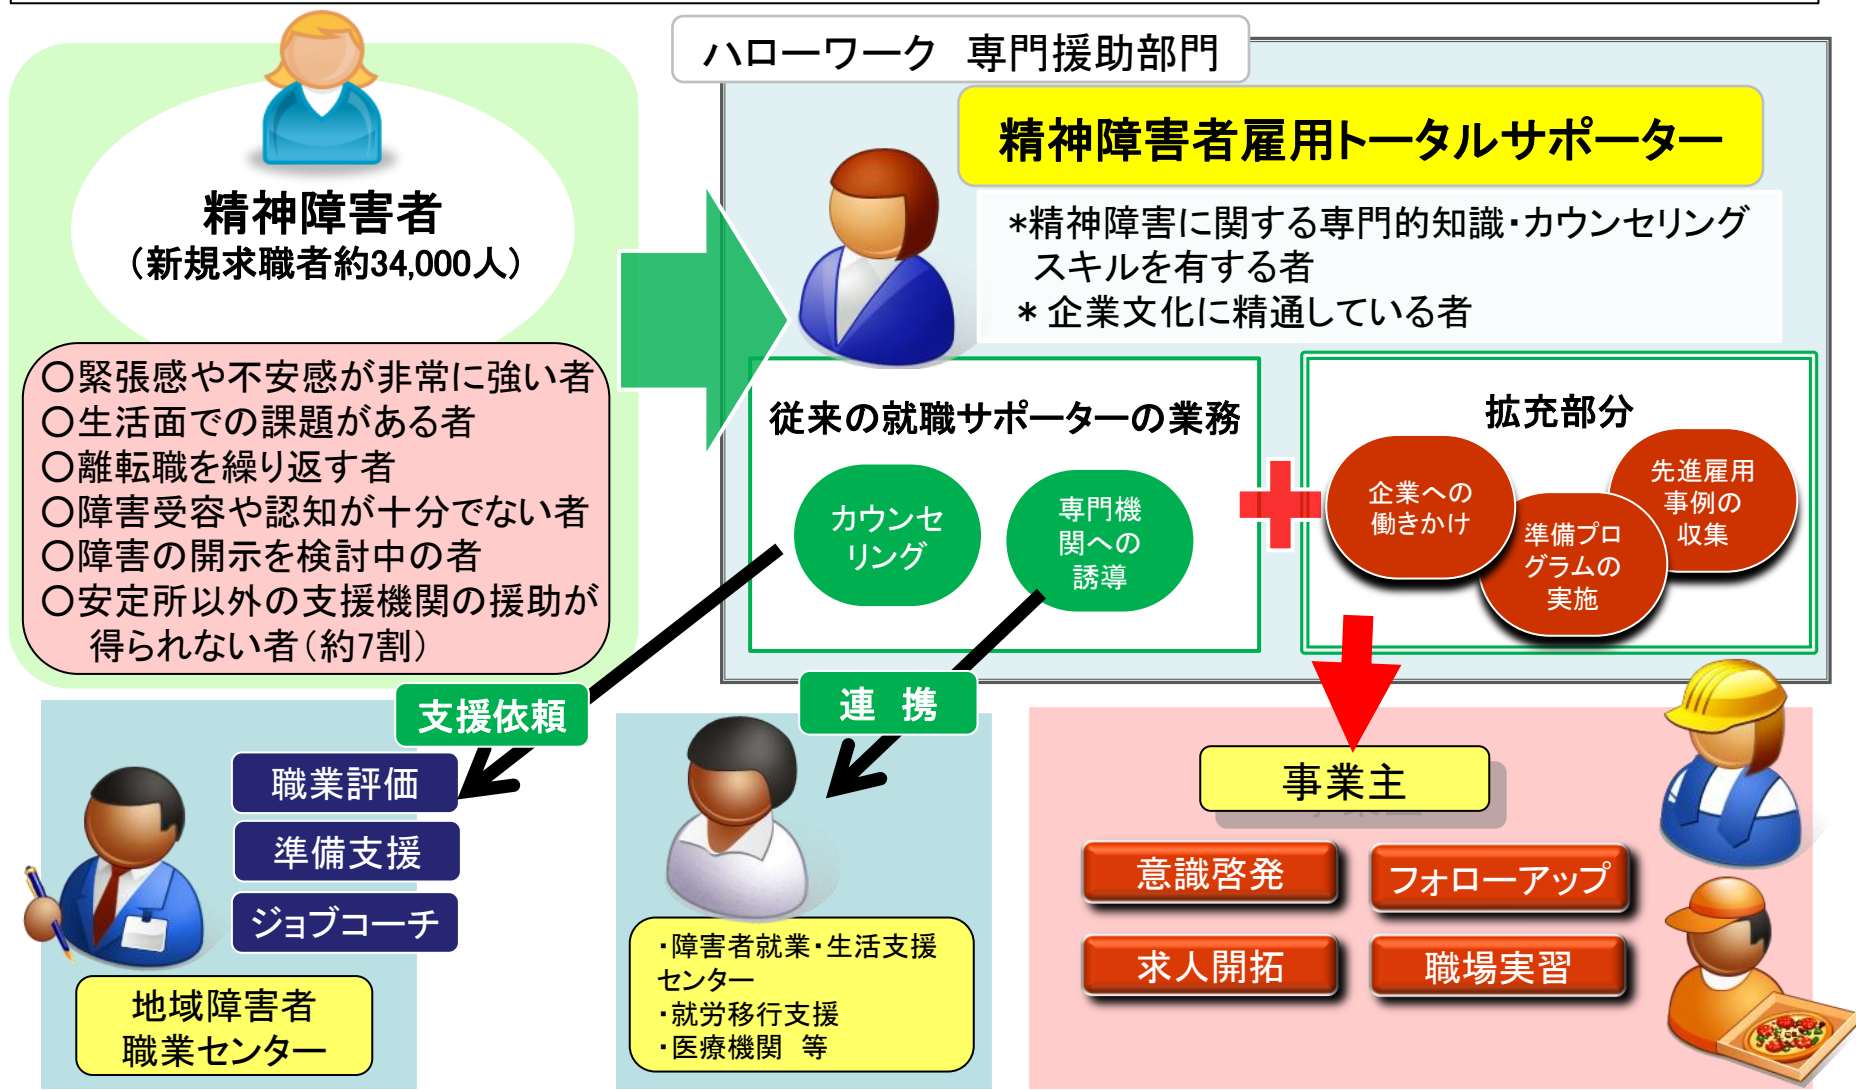 ハローワーク　専門援助部門
精神障害者雇用トータルサポーター
*精神障害に関する専門的知識・カウンセリング
スキルを有する者
* 企業文化に精通している者
精神障害者
（新規求職者約34,000人）
○緊張感や不安感が非常に強い者
○生活面での課題がある者
○離転職を繰り返す者
○障害受容や認知が十分でない者
○障害の開示を検討中の者
○安定所以外の支援機関の援助が
得られない者（約7割）
従来の就職サポーターの業務
カウンセ
リング
専門機
関への
誘導
拡充部分
企業への
働きかけ
準備プロ
グラムの
実施
先進雇用
事例の
収集
支援依頼
職業評価
準備支援
ジョブコーチ
地域障害者
職業センター
連　携
・障害者就業・生活支援
センター
・就労移行支援
・医療機関　等
事業主
意識啓発
フォローアップ
求人開拓
職場実習